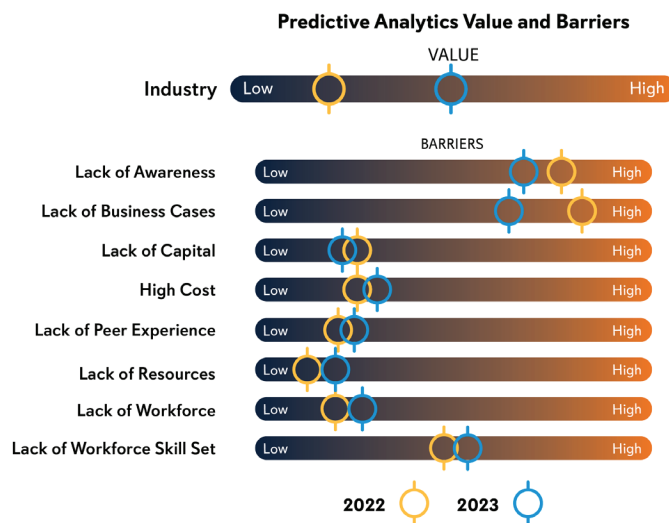 Predictive Analytics Value and Barriers
VALUE
Industry Low High
BARRIERS
Lack of Awareness Low High
Lack of Business Cases Low High
Lack of Capital Low High
High Cost Low High
Lack of Peer Experience Low High
Lack of Resources Low High
Lack of Workforce Low High
Lack of Workforce Skill Set Low High
2022 2023